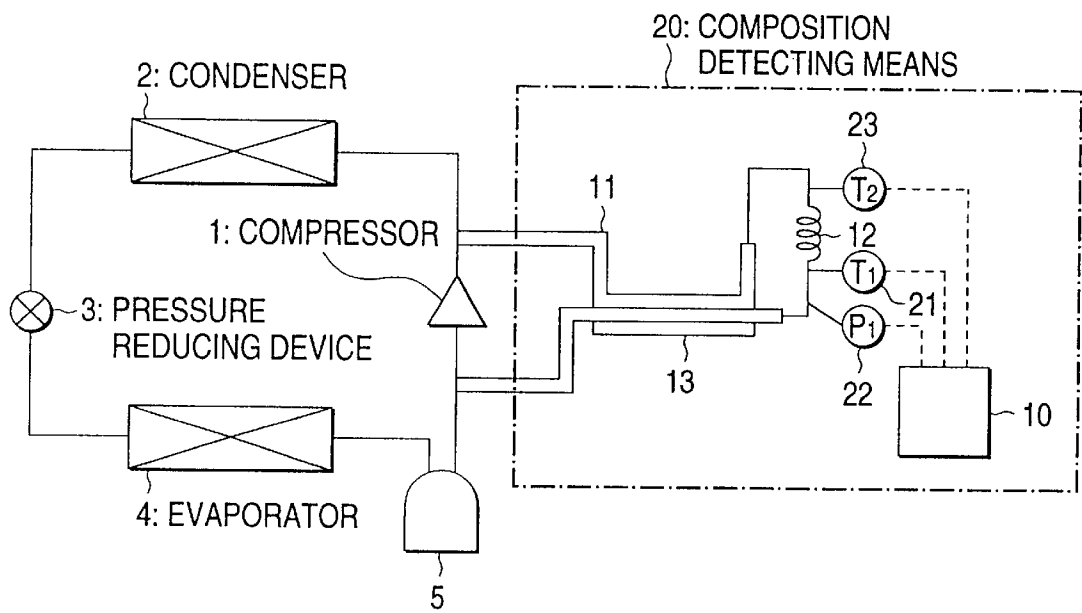 20: COMPOSITION
DETECTING MEANS
2: CONDENSER
23
T2
11
12
1: COMPRESSOR
T1
21
3: PRESSURE
REDUCING DEVICE
P1
13
22
10
4: EVAPORATOR
5